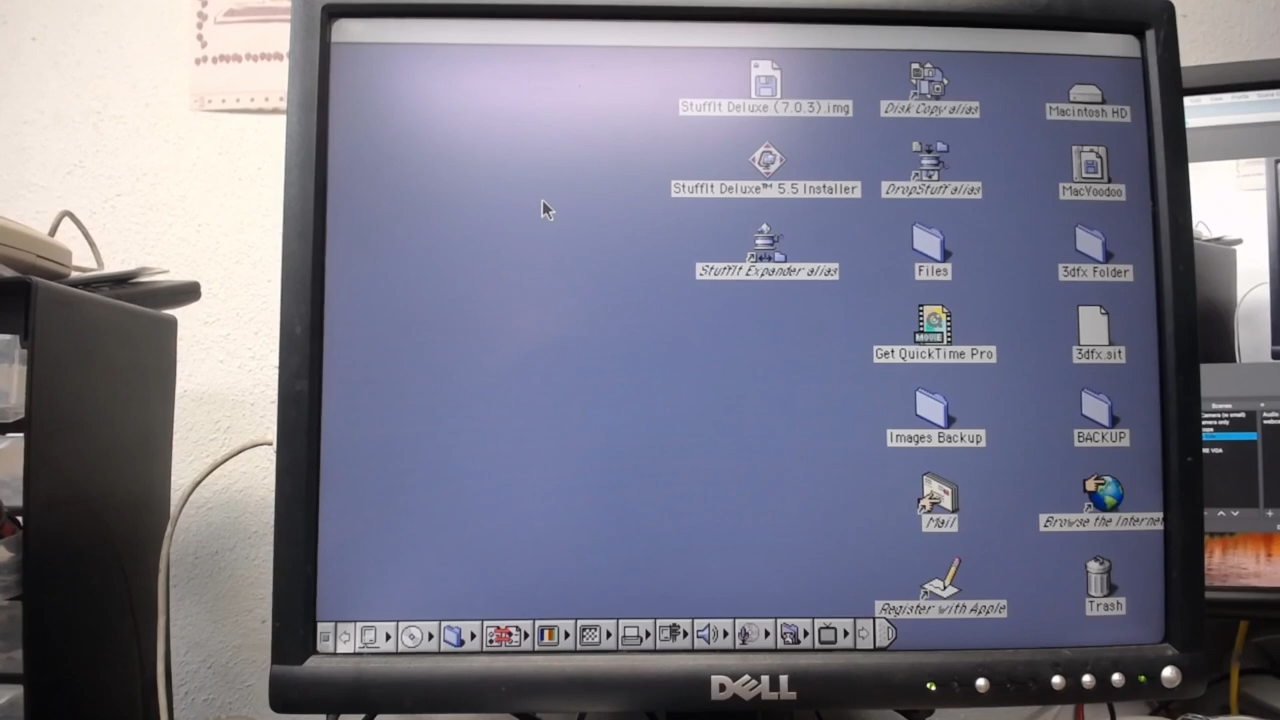 StuffIt Deluxe (7.0.3).img
Disk Copy alias
Macintosh HD
StuffIt Deluxe™ 5.5 Installer
DropStuff alias
MacVoodoo
StuffIt Expander alias
Files
3dfx Folder
MOVIE
Get QuickTime Pro
3dfx.sit
Images Backup
BACKUP
Mail
Browse the Internet
Register with Apple
Trash
DELL
Scenes